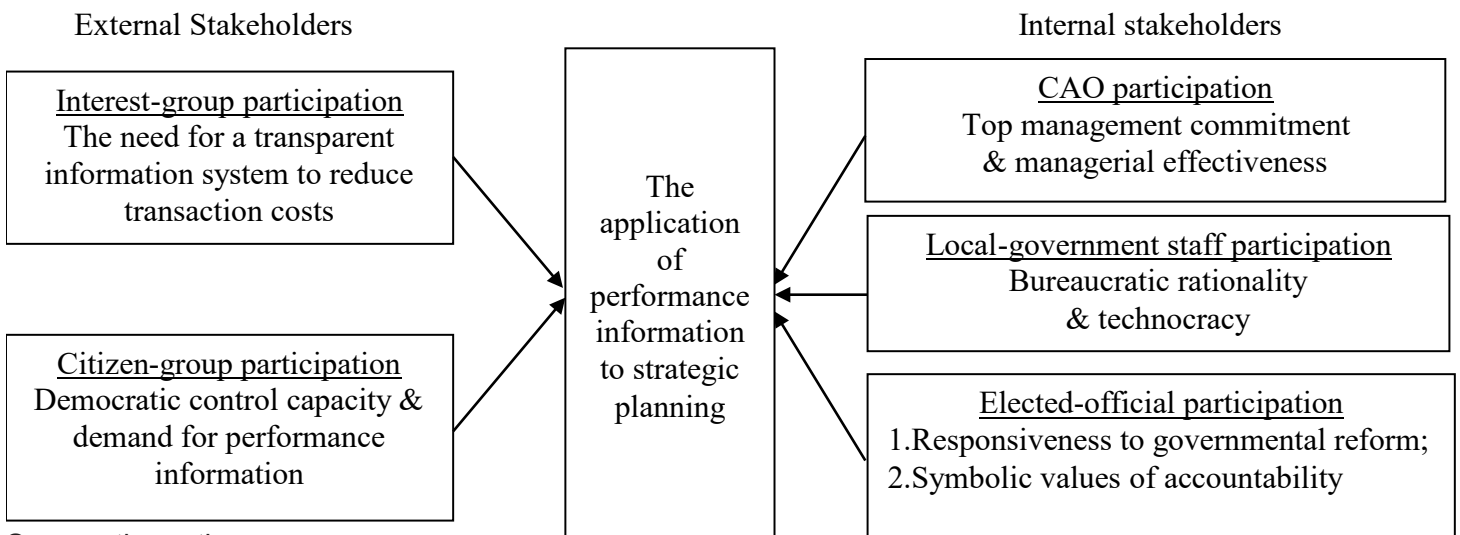 External Stakeholders
Interest-group participation
The need for a transparent
information system to reduce
transaction costs
Citizen-group participation
Democratic control capacity &
demand for performance
information
The
application
of
performance
information
to strategic
planning
Internal stakeholders
CAO participation
Top management commitment
& managerial effectiveness
Local-government staff participation
Bureaucratic rationality
& technocracy
Elected-official participation
1.Responsiveness to governmental reform;
2.Symbolic values of accountability